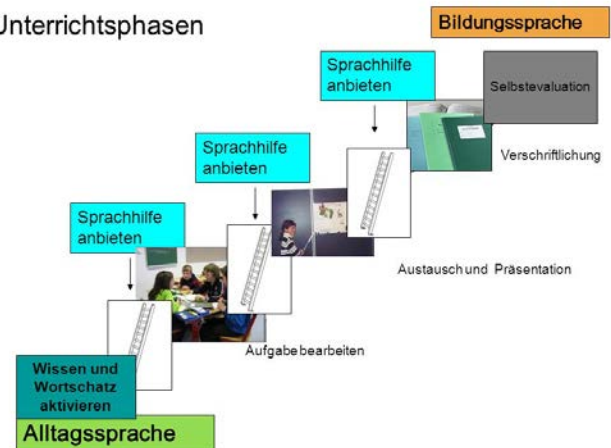 Unterrichtsphasen
Bildungssprache
Sprachhilfe
anbieten
Selbstevaluation
Verschriftlichung
Sprachhilfe
anbieten
Austausch und Präsentation
Sprachhilfe
anbieten
Aufgabe bearbeiten
Wissen und
Wortschatz
aktivieren
Alltagssprache